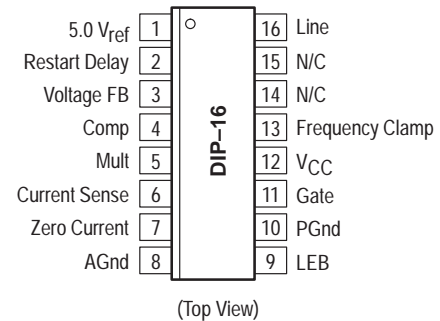 5.0 Vref 1
Restart Delay 2
Voltage FB 3
Comp 4
Mult 5
Current Sense 6
Zero Current 7
AGnd 8
DIP–16
16 Line
15 N/C
14 N/C
13 Frequency Clamp
12 VCC
11 Gate
10 PGnd
9 LEB
(Top View)